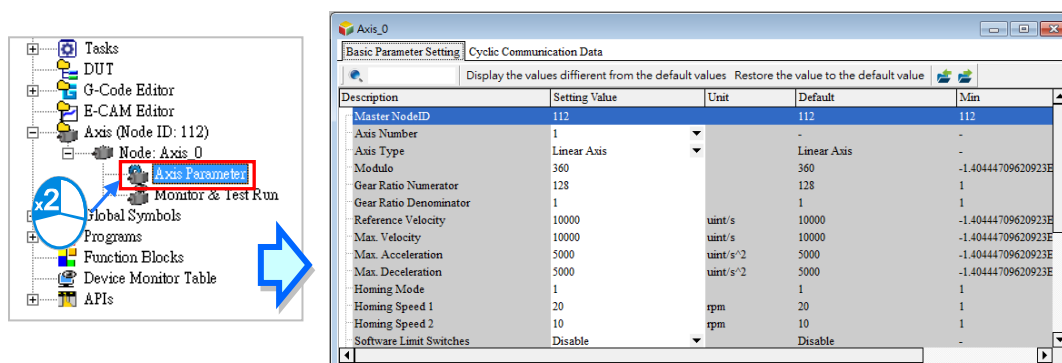 Tasks
DUT
G-Code Editor
E-CAM Editor
Axis (Node ID: 112)
Node: Axis_0
Axis Parameter
Monitor & Test Run
Global Symbols
Programs
Function Blocks
Device Monitor Table
APIs
x2
Axis_0
Basic Parameter Setting Cyclic Communication Data
Display the values diffierent from the default values Restore the value to the default value
Description Setting Value Unit Default Min
Master NodeID 112 112 112
Axis Number 1 - -
Axis Type Linear Axis Linear Axis -
Modulo 360 360 -1.40444709620923E
Gear Ratio Numerator 128 128 1
Gear Ratio Denominator 1 1 1
Reference Velocity 10000 uint/s 10000 -1.40444709620923E
Max. Velocity 10000 uint/s 10000 -1.40444709620923E
Max. Acceleration 5000 uint/s^2 5000 -1.40444709620923E
Max. Deceleration 5000 uint/s^2 5000 -1.40444709620923E
Homing Mode 1 1 1
Homing Speed 1 20 rpm 20 1
Homing Speed 2 10 rpm 10 1
Software Limit Switches Disable Disable -